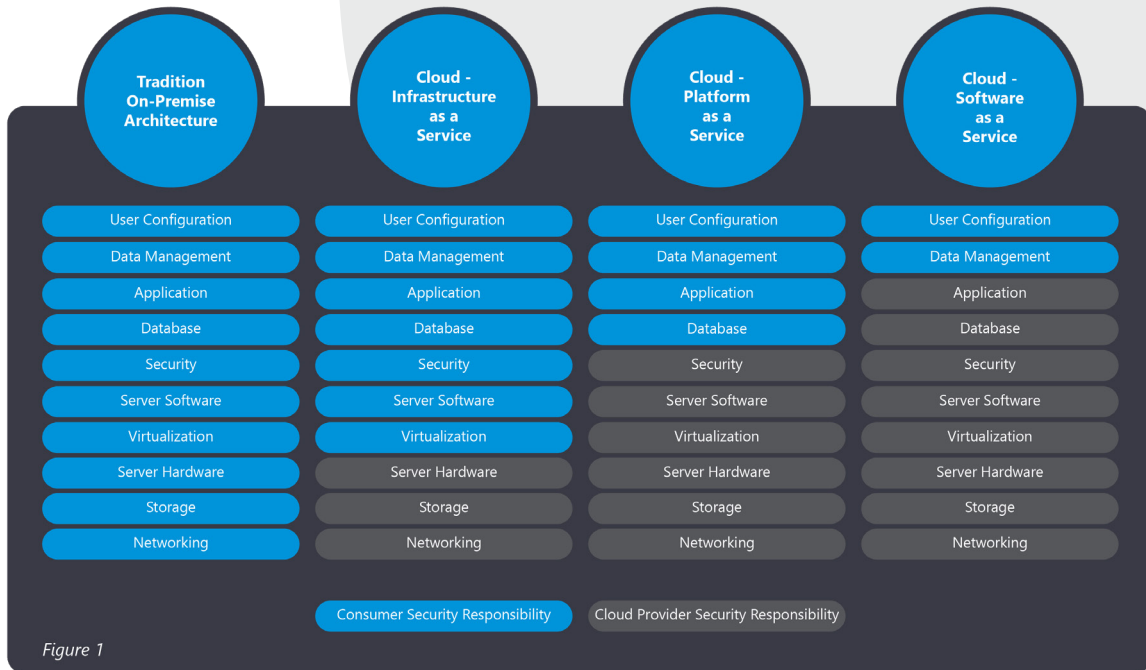 Tradition
On-Premise
Architecture
Cloud -
Infrastructure
as a
Service
Cloud -
Platform
as a
Service
Cloud -
Software
as a
Service
User Configuration
Data Management
Application
Database
Security
Server Software
Virtualization
Server Hardware
Storage
Networking
User Configuration
Data Management
Application
Database
Security
Server Software
Virtualization
Server Hardware
Storage
Networking
User Configuration
Data Management
Application
Database
Security
Server Software
Virtualization
Server Hardware
Storage
Networking
User Configuration
Data Management
Application
Database
Security
Server Software
Virtualization
Server Hardware
Storage
Networking
Consumer Security Responsibility
Cloud Provider Security Responsibility
Figure 1